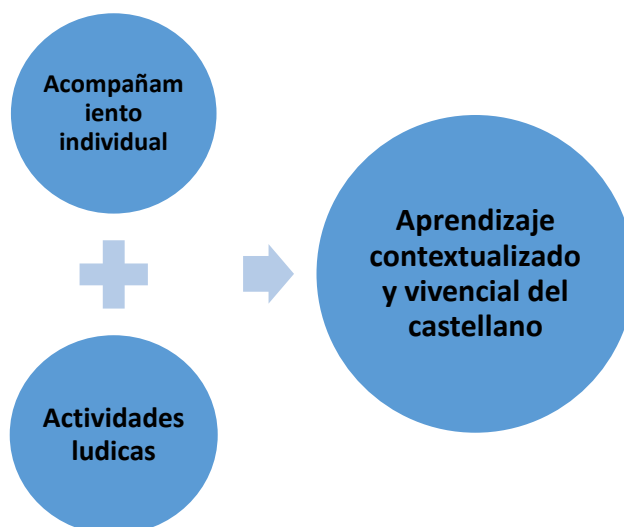 Acompañam
iento
individual
Actividades
ludicas
Aprendizaje
contextualizado
y vivencial del
castellano